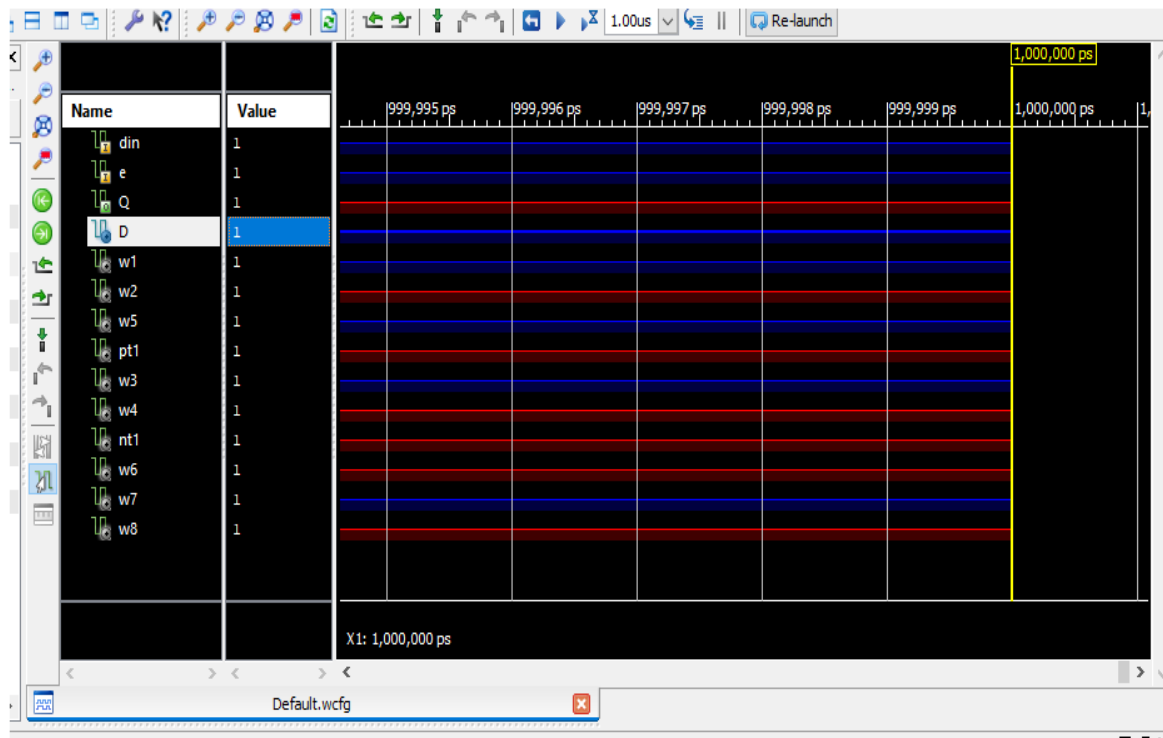 1.00us Re-launch
1,000,000 ps
Name Value
999,995 ps 999,996 ps 999,997 ps 999,998 ps 999,999 ps 1,000,000 ps 1,
din 1
e 1
Q 1
D 1
w1 1
w2 1
w5 1
pt1 1
w3 1
w4 1
nt1 1
w6 1
w7 1
w8 1
X1: 1,000,000 ps
Default.wcfg